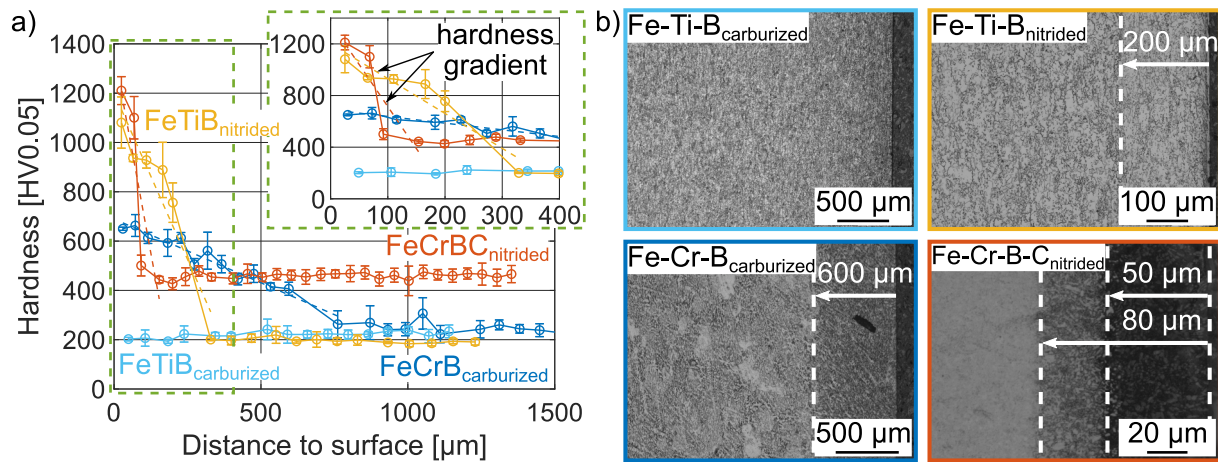 a)
Hardness [HV0.05]
1400
1200
1000
800
600
400
200
0
0
500
1000
1500
Distance to surface [µm]
FeTiBnitrided
FeCrBCnitrided
FeTiBcarburized
FeCrBcarburized
1200
800
400
0
0
100
200
300
400
hardness
gradient
b)
Fe-Ti-Bcarburized
500 µm
Fe-Ti-Bnitrided
200 µm
100 µm
Fe-Cr-Bcarburized
600 µm
500 µm
Fe-Cr-B-Cnitrided
50 µm
80 µm
20 µm